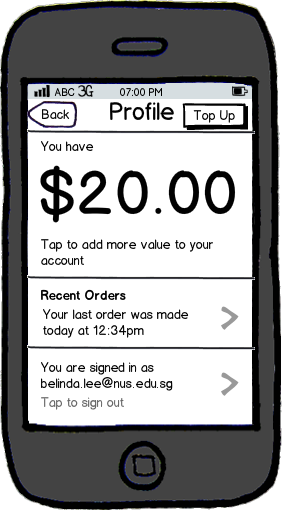 ABC 3G 07:00 PM
Back Profile Top Up
You have
$20.00
Tap to add more value to your
account
Recent Orders
Your last order was made
today at 12:34pm
You are signed in as
belinda.lee@nus.edu.sg
Tap to sign out